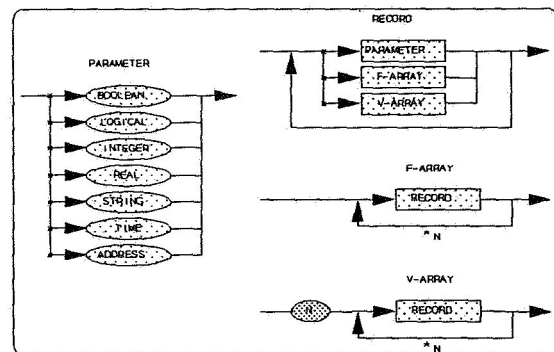 PARAMETER
BOOLEAN
LOGICAL
INTEGER
REAL
STRING
TIME
ADDRESS
RECORD
PARAMETER
F-ARRAY
V-ARRAY
F-ARRAY
RECORD
* N
V-ARRAY
N
RECORD
* N